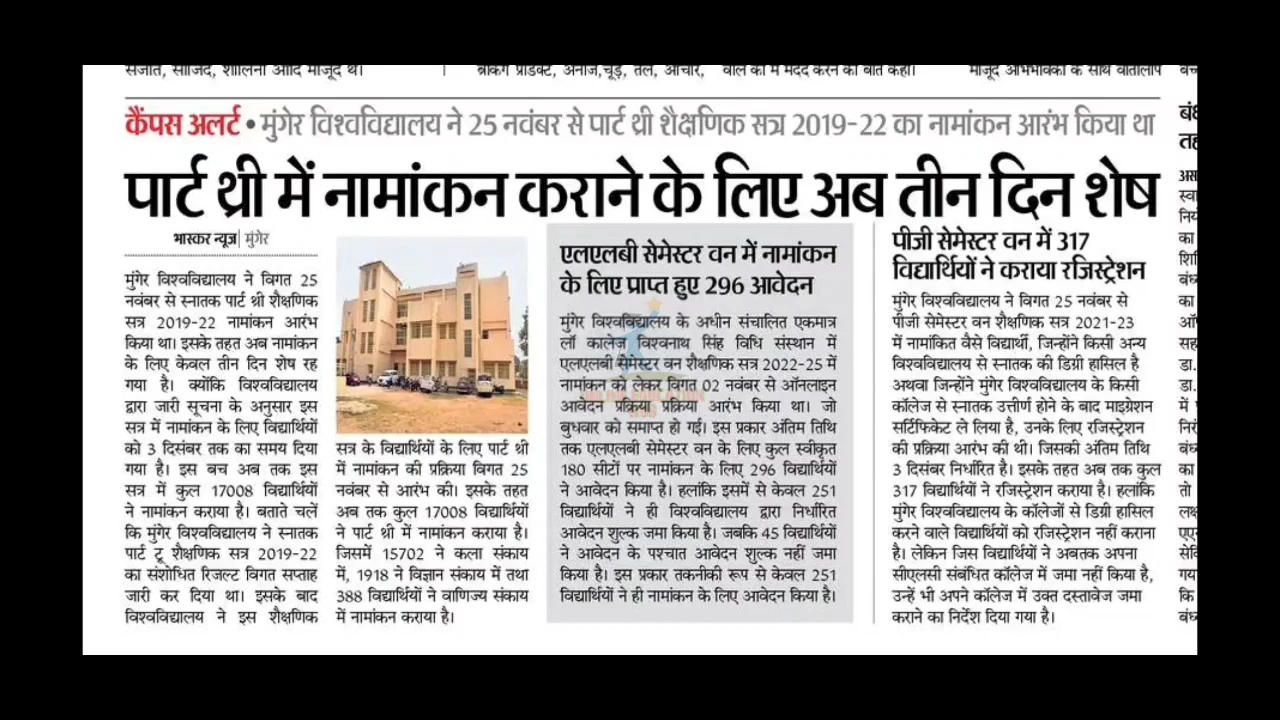 संजीत, साजिद, शालिनी आदि मौजूद थे।
कैंपस अलर्ट • मुंगेर विश्वविद्यालय ने 25 नवंबर से पार्ट थ्री शैक्षणिक सत्र 2019-22 का नामांकन आरंभ किया था
पार्ट थ्री में नामांकन कराने के लिए अब तीन दिन शेष
भास्कर न्यूज | मुंगेर
मुंगेर विश्वविद्यालय ने विगत 25
नवंबर से स्नातक पार्ट थ्री शैक्षणिक
सत्र 2019-22 नामांकन आरंभ
किया था। इसके तहत अब नामांकन
के लिए केवल तीन दिन शेष रह
गया है। क्योंकि विश्वविद्यालय
द्वारा जारी सूचना के अनुसार इस
सत्र में नामांकन के लिए विद्यार्थियों
को 3 दिसंबर तक का समय दिया
गया है। इस बच अब तक इस
सत्र में कुल 17008 विद्यार्थियों
ने नामांकन कराया है। बताते चलें
कि मुंगेर विश्वविद्यालय ने स्नातक
पार्ट टू शैक्षणिक सत्र 2019-22
का संशोधित रिजल्ट विगत सप्ताह
जारी कर दिया था। इसके बाद
विश्वविद्यालय ने इस शैक्षणिक
सत्र के विद्यार्थियों के लिए पार्ट थ्री
में नामांकन की प्रक्रिया विगत 25
नवंबर से आरंभ की। इसके तहत
अब तक कुल 17008 विद्यार्थियों
ने पार्ट थ्री में नामांकन कराया है।
जिसमें 15702 ने कला संकाय
में, 1918 ने विज्ञान संकाय में तथा
388 विद्यार्थियों ने वाणिज्य संकाय
में नामांकन कराया है।
एलएलबी सेमेस्टर वन में नामांकन
के लिए प्राप्त हुए 296 आवेदन
मुंगेर विश्वविद्यालय के अधीन संचालित एकमात्र
लॉ कालेज विश्वनाथ सिंह विधि संस्थान में
एलएलबी सेमेस्टर वन शैक्षणिक सत्र 2022-25 में
नामांकन को लेकर विगत 02 नवंबर से ऑनलाइन
आवेदन प्रक्रिया प्रक्रिया आरंभ किया था। जो
बुधवार को समाप्त हो गई। इस प्रकार अंतिम तिथि
तक एलएलबी सेमेस्टर वन के लिए कुल स्वीकृत
180 सीटों पर नामांकन के लिए 296 विद्यार्थियों
ने आवेदन किया है। हलांकि इसमें से केवल 251
विद्यार्थियों ने ही विश्वविद्यालय द्वारा निर्धारित
आवेदन शुल्क जमा किया है। जबकि 45 विद्यार्थियों
ने आवेदन के पश्चात आवेदन शुल्क नहीं जमा
किया है। इस प्रकार तकनीकी रूप से केवल 251
विद्यार्थियों ने ही नामांकन के लिए आवेदन किया है।
पीजी सेमेस्टर वन में 317
विद्यार्थियों ने कराया रजिस्ट्रेशन
मुंगेर विश्वविद्यालय ने विगत 25 नवंबर से
पीजी सेमेस्टर वन शैक्षणिक सत्र 2021-23
में नामांकित वैसे विद्यार्थी, जिन्होंने किसी अन्य
विश्वविद्यालय से स्नातक की डिग्री हासिल है
अथवा जिन्होंने मुंगेर विश्वविद्यालय के किसी
कॉलेज से स्नातक उत्तीर्ण होने के बाद माइग्रेशन
सर्टिफिकेट ले लिया है, उनके लिए रजिस्ट्रेशन
की प्रक्रिया आरंभ की थी। जिसकी अंतिम तिथि
3 दिसंबर निर्धारित है। इसके तहत अब तक कुल
317 विद्यार्थियों ने रजिस्ट्रेशन कराया है। हलांकि
मुंगेर विश्वविद्यालय के कॉलेजों से डिग्री हासिल
करने वाले विद्यार्थियों को रजिस्ट्रेशन नहीं कराना
है। लेकिन जिस विद्यार्थियों ने अबतक अपना
सीएलसी संबंधित कॉलेज में जमा नहीं किया है,
उन्हें भी अपने कॉलेज में उक्त दस्तावेज जमा
कराने का निर्देश दिया गया है।